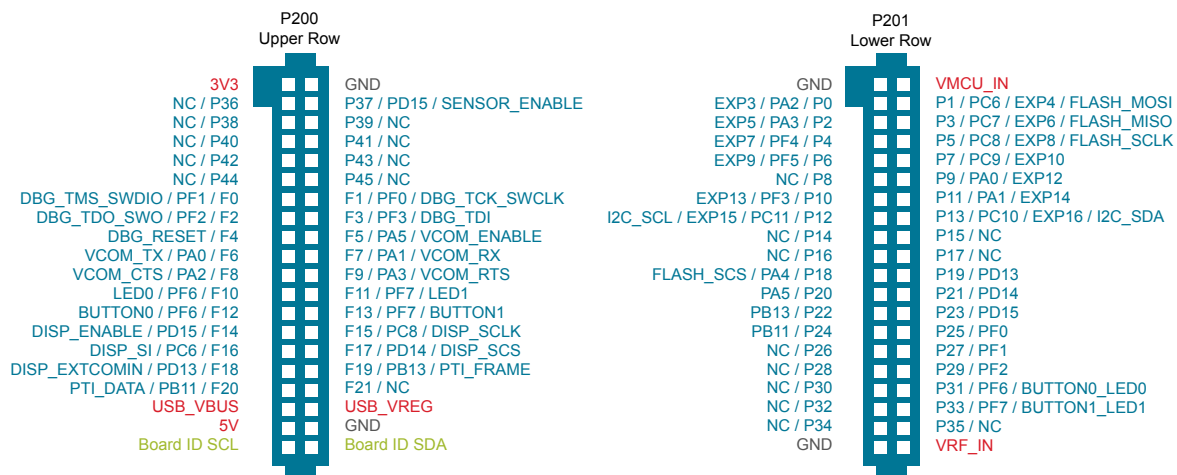 P200
Upper Row
3V3 GND
NC / P36 P37 / PD15 / SENSOR_ENABLE
NC / P38 P39 / NC
NC / P40 P41 / NC
NC / P42 P43 / NC
NC / P44 P45 / NC
DBG_TMS_SWDIO / PF1 / F0 F1 / PF0 / DBG_TCK_SWCLK
DBG_TDO_SWO / PF2 / F2 F3 / PF3 / DBG_TDI
DBG_RESET / F4 F5 / PA5 / VCOM_ENABLE
VCOM_TX / PA0 / F6 F7 / PA1 / VCOM_RX
VCOM_CTS / PA2 / F8 F9 / PA3 / VCOM_RTS
LED0 / PF6 / F10 F11 / PF7 / LED1
BUTTON0 / PF6 / F12 F13 / PF7 / BUTTON1
DISP_ENABLE / PD15 / F14 F15 / PC8 / DISP_SCLK
DISP_SI / PC6 / F16 F17 / PD14 / DISP_SCS
DISP_EXTCOMIN / PD13 / F18 F19 / PB13 / PTI_FRAME
PTI_DATA / PB11 / F20 F21 / NC
USB_VBUS USB_VREG
5V GND
Board ID SCL Board ID SDA
P201
Lower Row
GND VMCU_IN
EXP3 / PA2 / P0 P1 / PC6 / EXP4 / FLASH_MOSI
EXP5 / PA3 / P2 P3 / PC7 / EXP6 / FLASH_MISO
EXP7 / PF4 / P4 P5 / PC8 / EXP8 / FLASH_SCLK
EXP9 / PF5 / P6 P7 / PC9 / EXP10
NC / P8 P9 / PA0 / EXP12
EXP13 / PF3 / P10 P11 / PA1 / EXP14
I2C_SCL / EXP15 / PC11 / P12 P13 / PC10 / EXP16 / I2C_SDA
NC / P14 P15 / NC
NC / P16 P17 / NC
FLASH_SCS / PA4 / P18 P19 / PD13
PA5 / P20 P21 / PD14
PB13 / P22 P23 / PD15
PB11 / P24 P25 / PF0
NC / P26 P27 / PF1
NC / P28 P29 / PF2
NC / P30 P31 / PF6 / BUTTON0_LED0
NC / P32 P33 / PF7 / BUTTON1_LED1
NC / P34 P35 / NC
GND VRF_IN